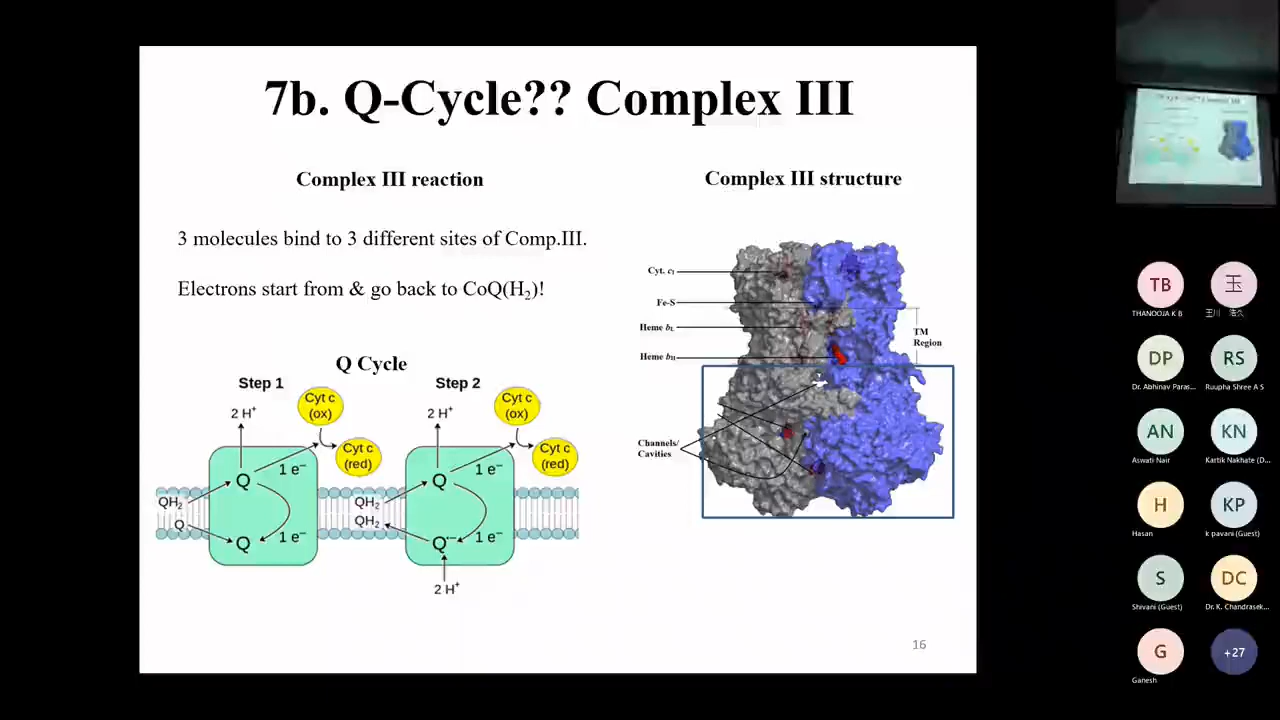 7b. Q-Cycle?? Complex III
Complex III reaction
3 molecules bind to 3 different sites of Comp.III.
Electrons start from & go back to CoQ(H₂)!
Q Cycle
Step 1
Step 2
2 H⁺
Cyt c
(ox)
Cyt c
(red)
1 e⁻
Q
QH₂
Q
Q
1 e⁻
2 H⁺
Cyt c
(ox)
Cyt c
(red)
1 e⁻
Q
QH₂
QH₂
Q·⁻
1 e⁻
2 H⁺
Complex III structure
Cyt. c₁
Fe-S
Heme bL
Heme bH
TM
Region
Channels/
Cavities
16
TB
THANOOJA K B
玉
玉川 浩久
DP
Dr. Abhinav Paras...
RS
Ruupha Shree A S
AN
Aswati Nair
KN
Kartik Nakhate (D...
H
Hasan
KP
k pavani (Guest)
S
Shivani (Guest)
DC
Dr. K. Chandrasek...
G
Ganesh
+27